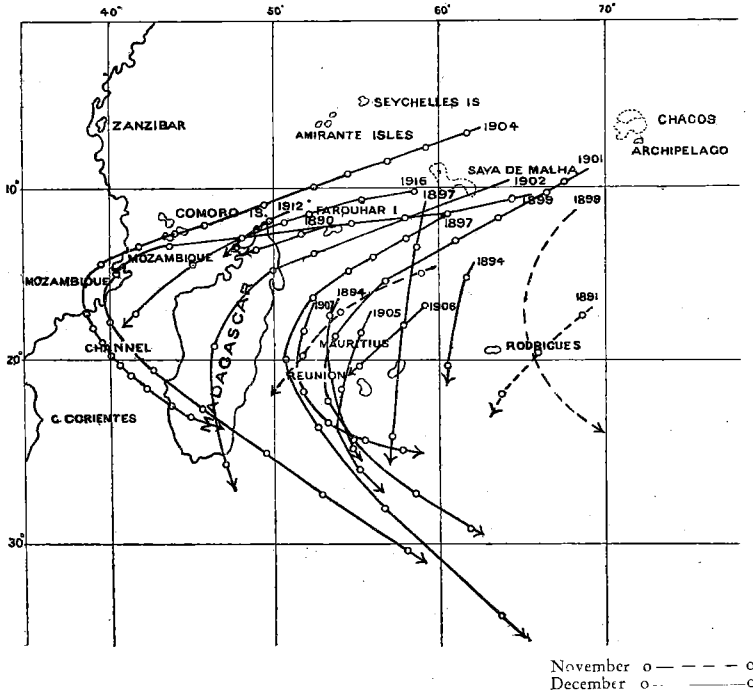 40° 50° 60° 70°
SEYCHELLES IS
ZANZIBAR
AMIRANTE ISLES
1904
CHACOS
ARCHIPELAGO
SAYA DE MALHA
1901
10°
1916
1897
1902
1899
1912
COMORO IS.
FARQUHAR I
1890
1897
1899
MOZAMBIQUE
MOZAMBIQUE
1894
1894
1907
1905
1906
1891
CHANNEL
MADAGASCAR
MAURITIUS
RODRIGUES
20°
REUNION
C. CORIENTES
30°
November o — — — — o
December o -- ——— o